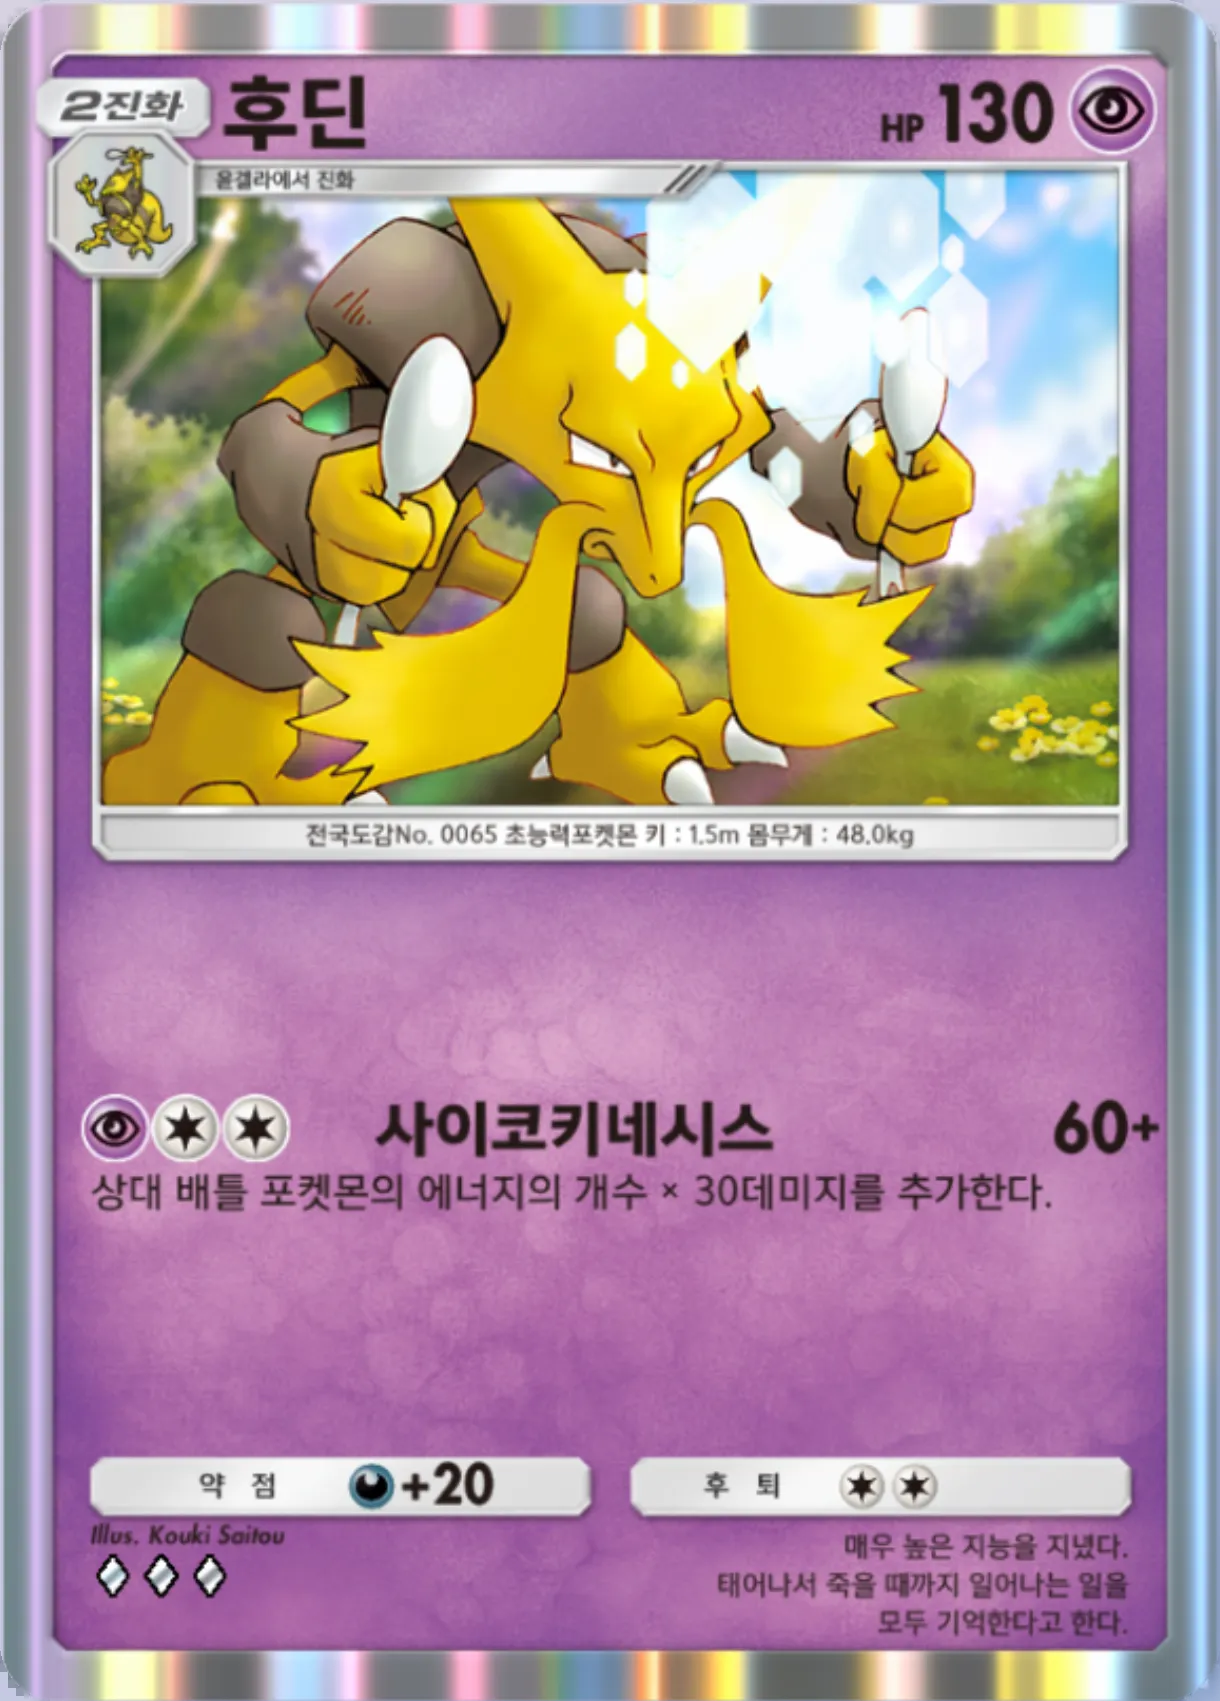 2진화
후딘
HP 130
윤겔라에서 진화
전국도감No. 0065 초능력포켓몬 키 : 1.5m 몸무게 : 48.0kg
사이코키네시스 60+
상대 배틀 포켓몬의 에너지의 개수 × 30데미지를 추가한다.
약 점 +20
후 퇴
Illus. Kouki Saitou
매우 높은 지능을 지녔다.
태어나서 죽을 때까지 일어나는 일을
모두 기억한다고 한다.